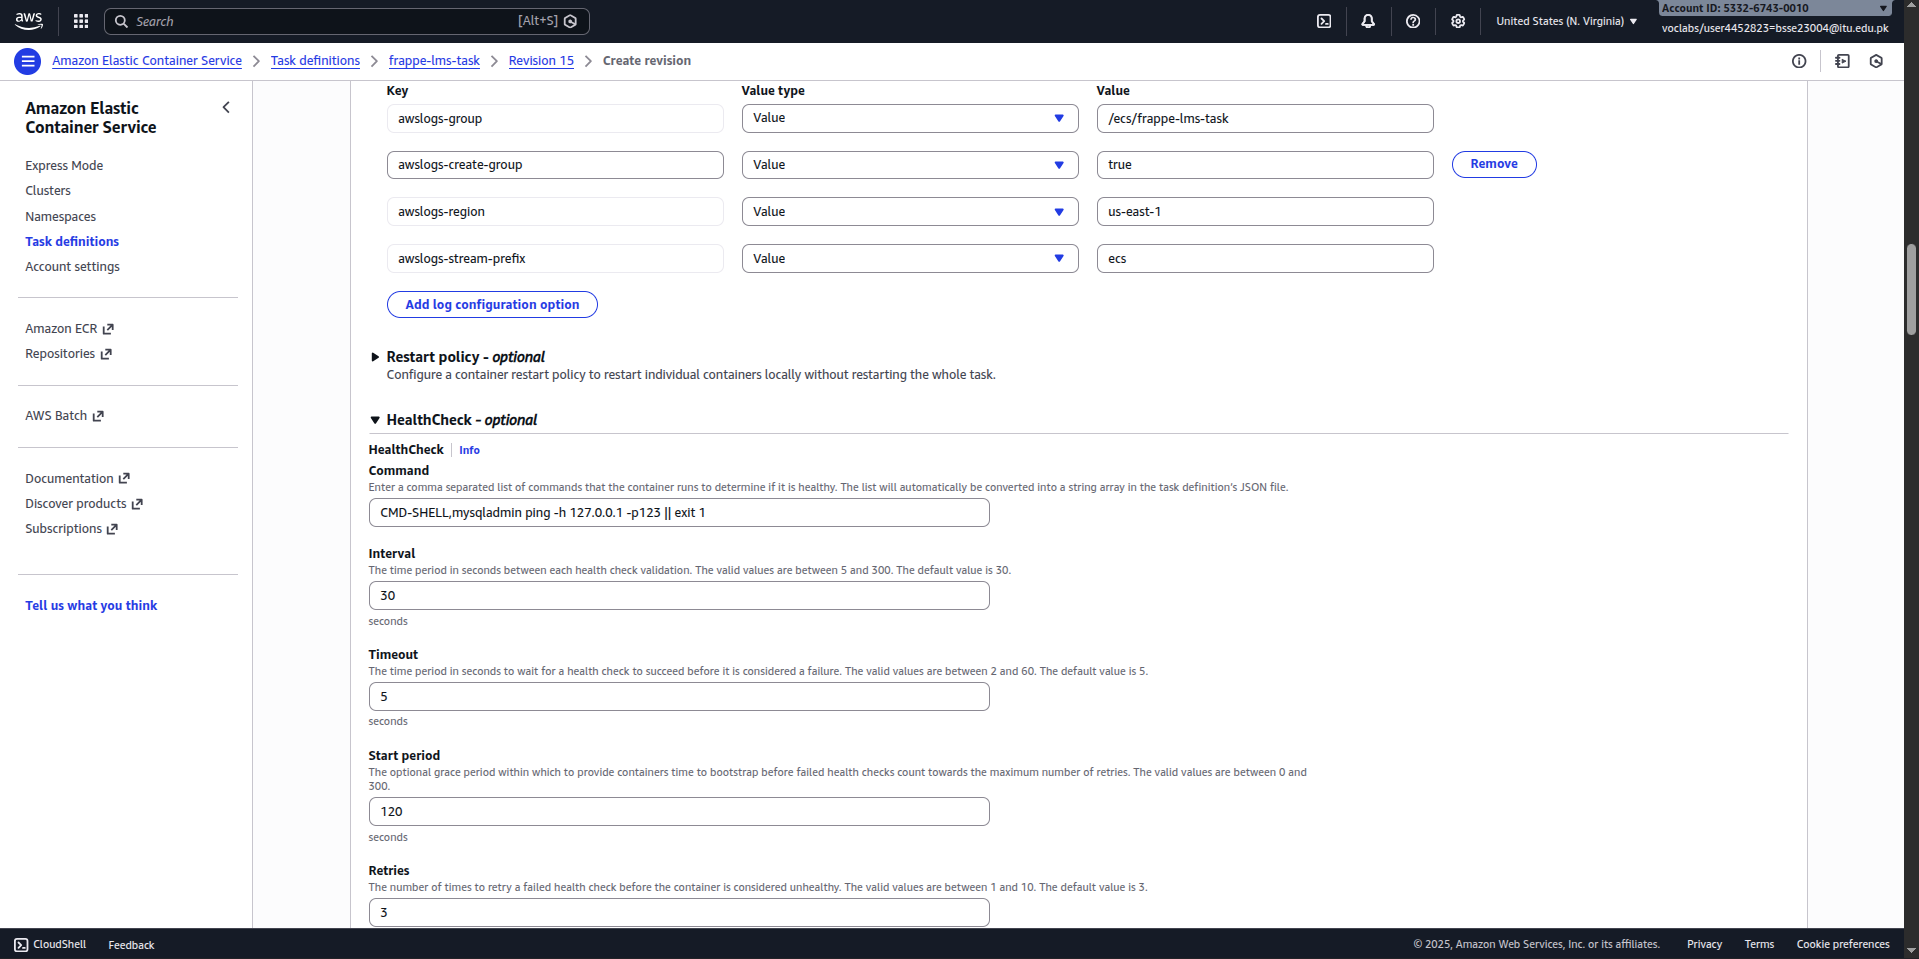 aws
Search
[Alt+S]
United States (N. Virginia)
Account ID: 5332-6743-0010
voclabs/user4452823=bsse23004@itu.edu.pk
Amazon Elastic Container Service
Task definitions
frappe-lms-task
Revision 15
Create revision
Amazon Elastic
Container Service
Express Mode
Clusters
Namespaces
Task definitions
Account settings
Amazon ECR
Repositories
AWS Batch
Documentation
Discover products
Subscriptions
Tell us what you think
Key Value type Value
awslogs-group Value /ecs/frappe-lms-task
awslogs-create-group Value true Remove
awslogs-region Value us-east-1
awslogs-stream-prefix Value ecs
Add log configuration option
Restart policy - optional
Configure a container restart policy to restart individual containers locally without restarting the whole task.
HealthCheck - optional
HealthCheck Info
Command
Enter a comma separated list of commands that the container runs to determine if it is healthy. The list will automatically be converted into a string array in the task definition's JSON file.
CMD-SHELL,mysqladmin ping -h 127.0.0.1 -p123 || exit 1
Interval
The time period in seconds between each health check validation. The valid values are between 5 and 300. The default value is 30.
30
seconds
Timeout
The time period in seconds to wait for a health check to succeed before it is considered a failure. The valid values are between 2 and 60. The default value is 5.
5
seconds
Start period
The optional grace period within which to provide containers time to bootstrap before failed health checks count towards the maximum number of retries. The valid values are between 0 and
300.
120
seconds
Retries
The number of times to retry a failed health check before the container is considered unhealthy. The valid values are between 1 and 10. The default value is 3.
3
CloudShell
Feedback
© 2025, Amazon Web Services, Inc. or its affiliates.
Privacy
Terms
Cookie preferences